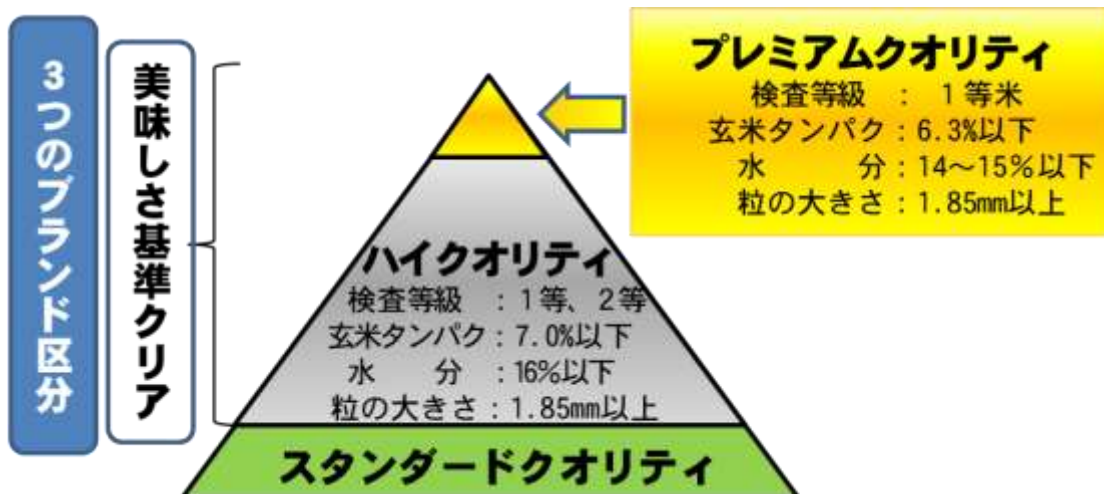 3つのブランド区分
美味しさ基準クリア
プレミアムクオリティ
検査等級 : 1等米
玄米タンパク:6.3%以下
水 分:14~15%以下
粒の大きさ:1.85mm以上
ハイクオリティ
検査等級 :1等、2等
玄米タンパク:7.0%以下
水 分:16%以下
粒の大きさ:1.85mm以上
スタンダードクオリティ